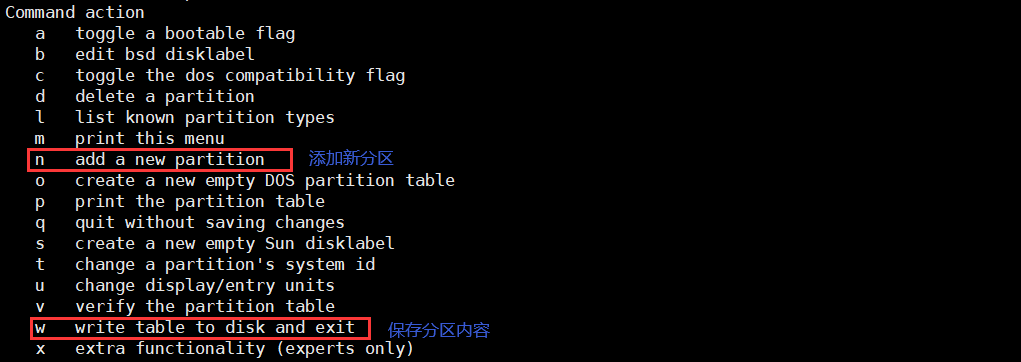 Command action
a toggle a bootable flag
b edit bsd disklabel
c toggle the dos compatibility flag
d delete a partition
l list known partition types
m print this menu
n add a new partition 添加新分区
o create a new empty DOS partition table
p print the partition table
q quit without saving changes
s create a new empty Sun disklabel
t change a partition's system id
u change display/entry units
v verify the partition table
w write table to disk and exit 保存分区内容
x extra functionality (experts only)